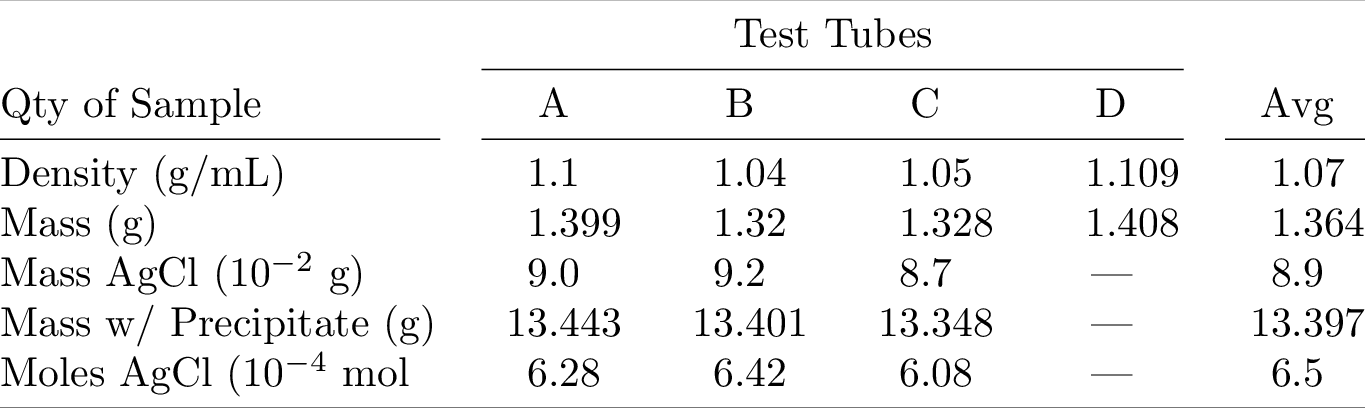 Test Tubes
Qty of Sample A B C D Avg
Density (g/mL) 1.1 1.04 1.05 1.109 1.07
Mass (g) 1.399 1.32 1.328 1.408 1.364
Mass AgCl (10⁻² g) 9.0 9.2 8.7 — 8.9
Mass w/ Precipitate (g) 13.443 13.401 13.348 — 13.397
Moles AgCl (10⁻⁴ mol 6.28 6.42 6.08 — 6.5